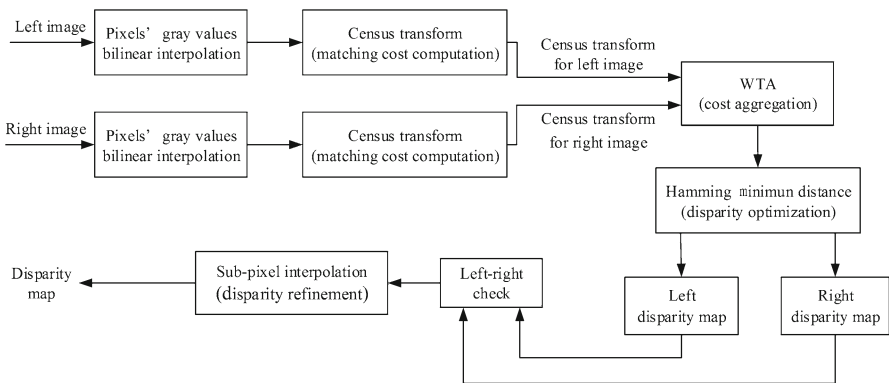 Left image
Pixels' gray values
bilinear interpolation
Census transform
(matching cost computation)
Census transform
for left image
WTA
(cost aggregation)
Right image
Pixels' gray values
bilinear interpolation
Census transform
(matching cost computation)
Census transform
for right image
Hamming minimun distance
(disparity optimization)
Disparity
map
Sub-pixel interpolation
(disparity refinement)
Left-right
check
Left
disparity map
Right
disparity map